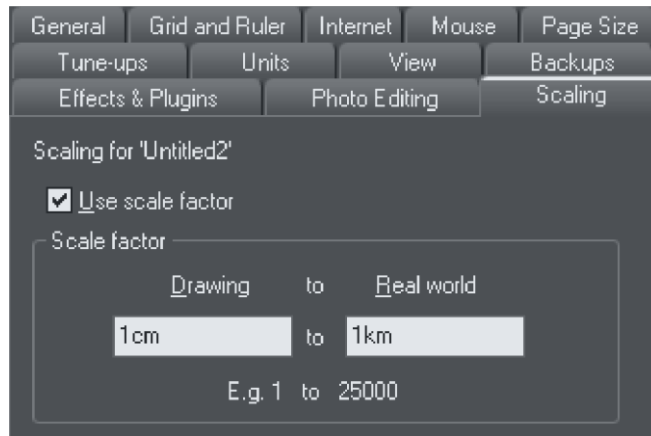 General Grid and Ruler Internet Mouse Page Size
Tune-ups Units View Backups
Effects & Plugins Photo Editing Scaling
Scaling for 'Untitled2'
Use scale factor
Scale factor
Drawing to Real world
1cm to 1km
E.g. 1 to 25000